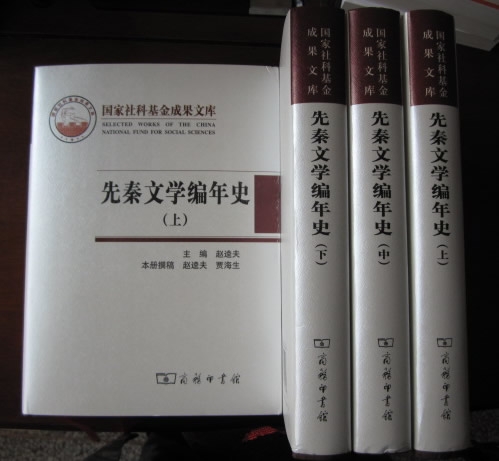 国家社科基金成果文库
SELECTED WORKS OF THE CHINA
NATIONAL FUND FOR SOCIAL SCIENCES
先秦文学编年史
(上)
主 编 赵逵夫
本册撰稿 赵逵夫 贾海生
商务印书馆
国家社科基金
成果文库
先秦文学编年史(下)
商务印书馆
国家社科基金
成果文库
先秦文学编年史(中)
商务印书馆
国家社科基金
成果文库
先秦文学编年史(上)
商务印书馆